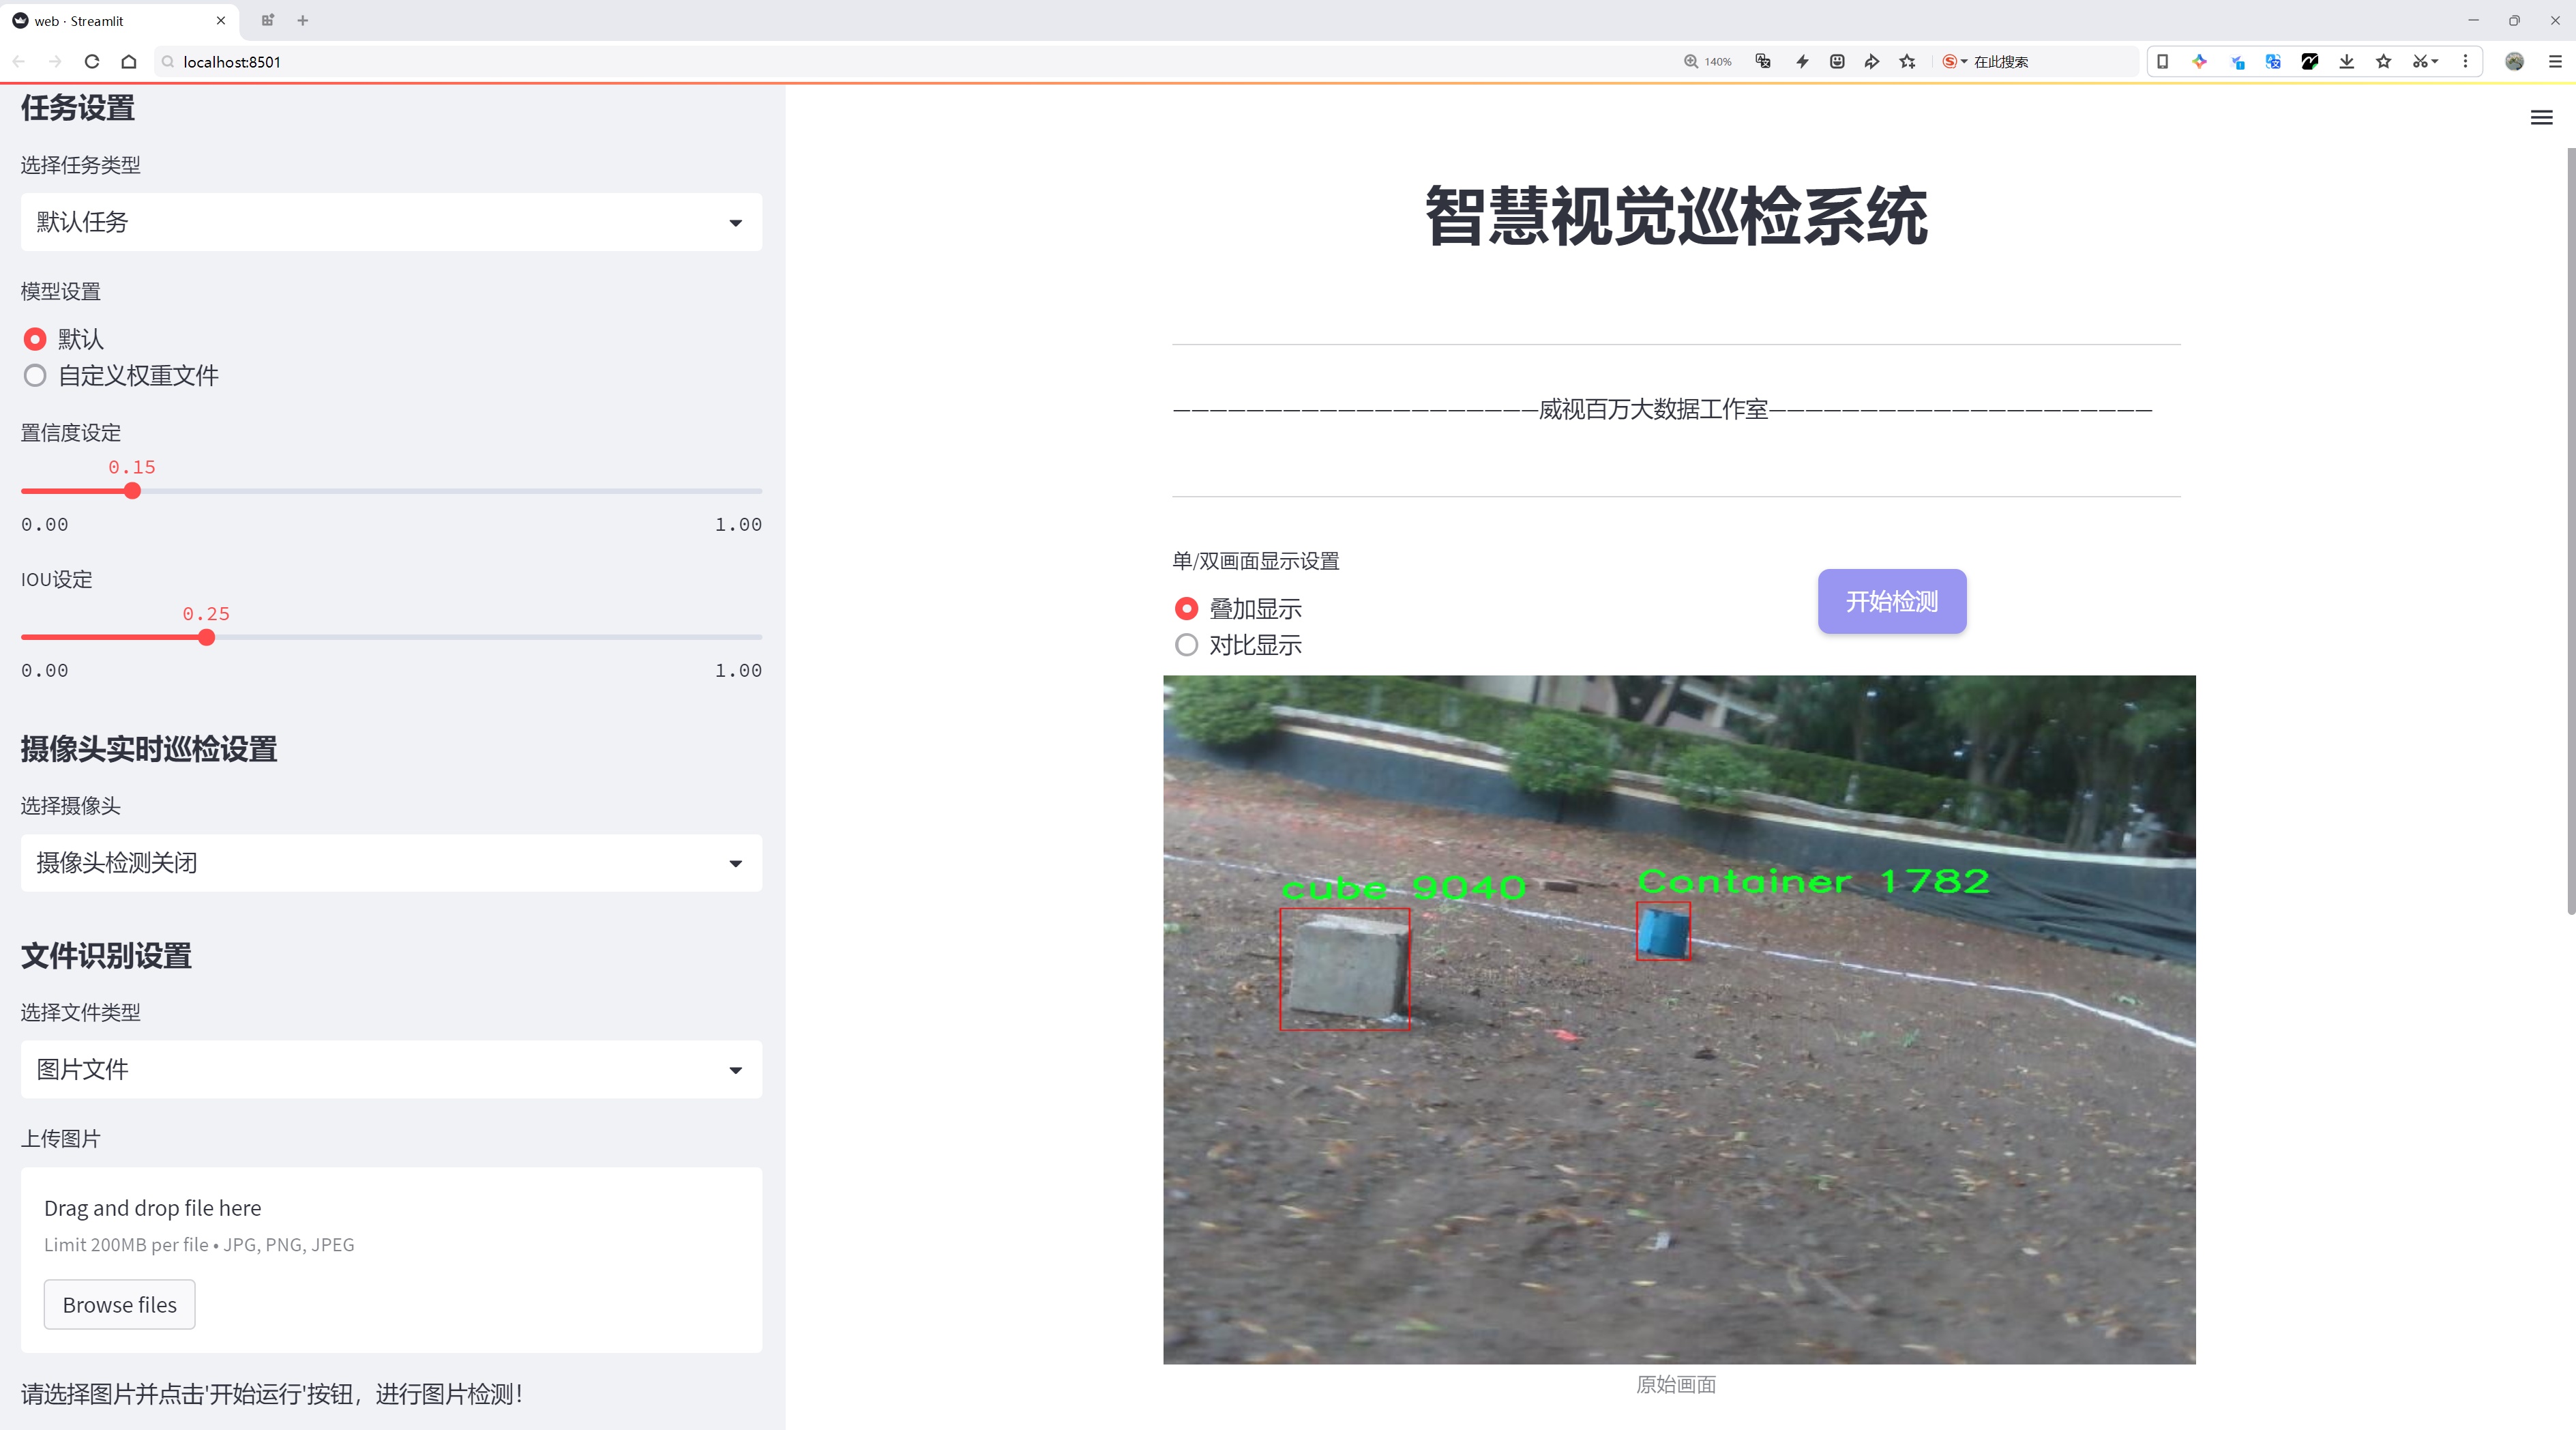 web · Streamlit
localhost:8501
140%
在此搜索
任务设置
选择任务类型
默认任务
模型设置
默认
自定义权重文件
置信度设定
0.15
0.00
1.00
IOU设定
0.25
0.00
1.00
摄像头实时巡检设置
选择摄像头
摄像头检测关闭
文件识别设置
选择文件类型
图片文件
上传图片
Drag and drop file here
Limit 200MB per file • JPG, PNG, JPEG
Browse files
请选择图片并点击'开始运行'按钮，进行图片检测！
智慧视觉巡检系统
—————————————————————威视百万大数据工作室—————————————————————
单/双画面显示设置
叠加显示
对比显示
开始检测
cube 9040
Container 1782
原始画面